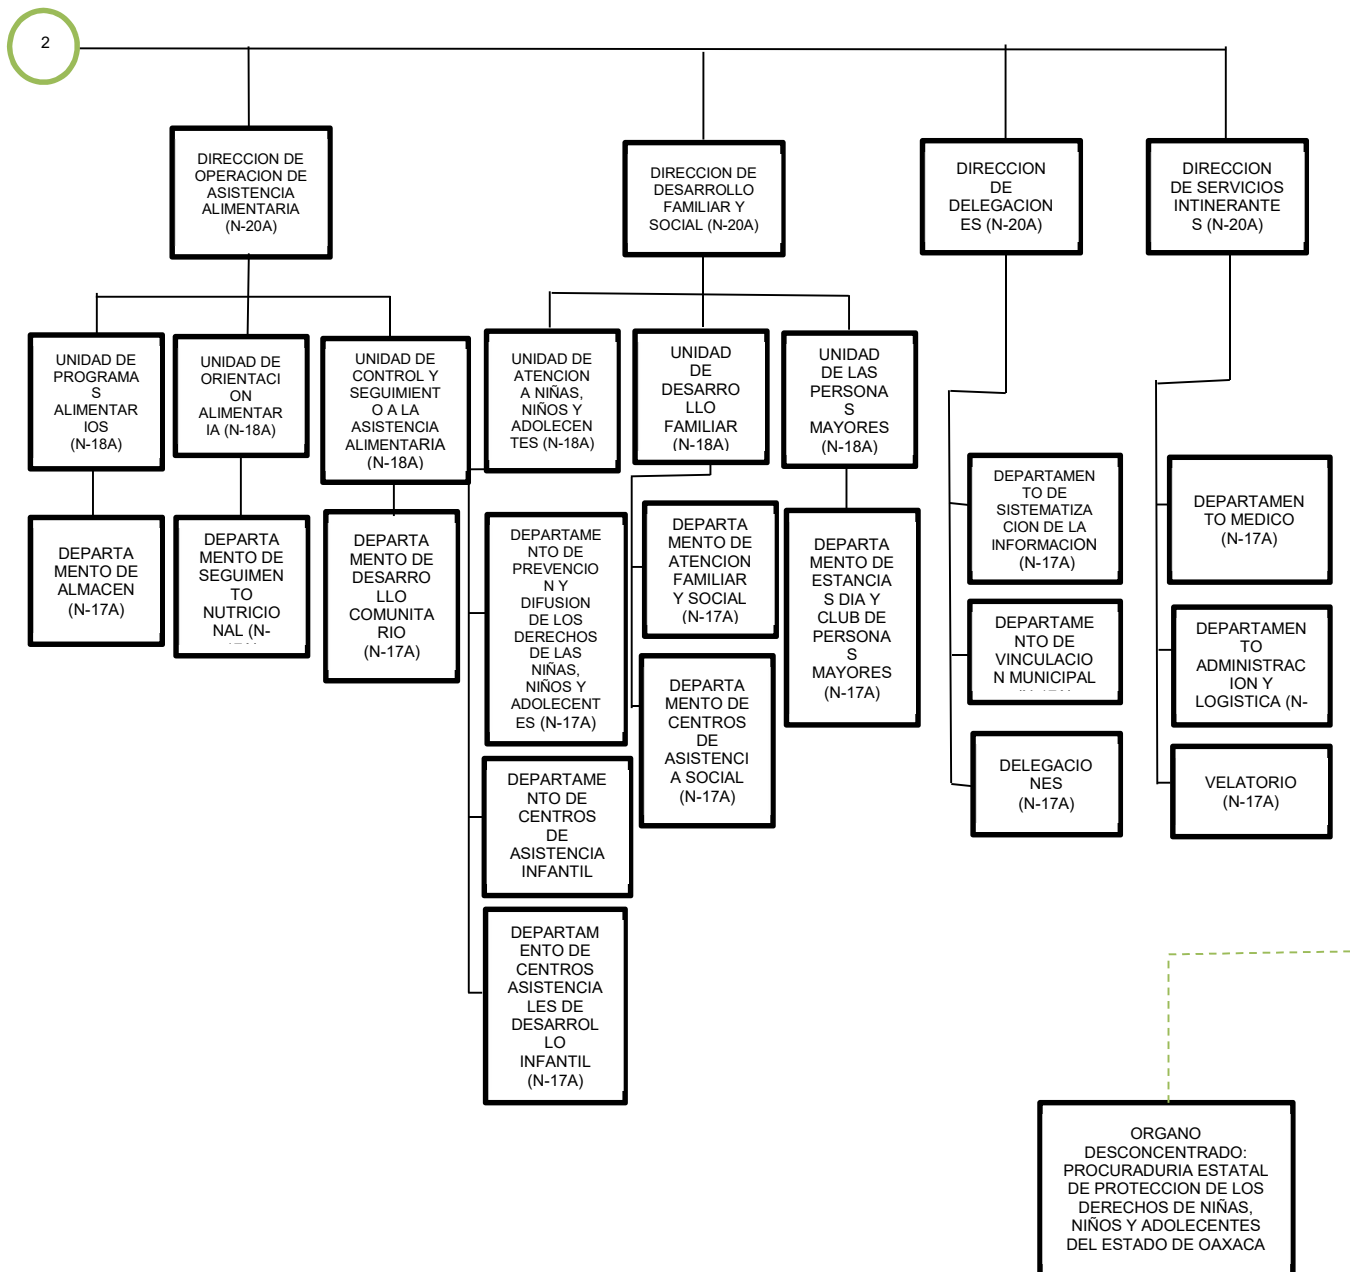 2
DIRECCION DE
OPERACION DE
ASISTENCIA
ALIMENTARIA
(N-20A)
DIRECCION DE
DESARROLLO
FAMILIAR Y
SOCIAL (N-20A)
DIRECCION
DE
DELEGACION
ES (N-20A)
DIRECCION
DE SERVICIOS
INTINERANTE
S (N-20A)
UNIDAD DE
PROGRAMA
S
ALIMENTAR
IOS
(N-18A)
UNIDAD DE
ORIENTACI
ON
ALIMENTAR
IA (N-18A)
UNIDAD DE
CONTROL Y
SEGUIMIENT
O A LA
ASISTENCIA
ALIMENTARIA
(N-18A)
UNIDAD DE
ATENCION
A NIÑAS,
NIÑOS Y
ADOLECEN
TES (N-18A)
UNIDAD
DE
DESARRO
LLO
FAMILIAR
(N-18A)
UNIDAD
DE LAS
PERSONA
S
MAYORES
(N-18A)
DEPARTA
MENTO DE
ALMACEN
(N-17A)
DEPARTA
MENTO DE
SEGUIMEN
TO
NUTRICIO
NAL (N-
DEPARTA
MENTO DE
DESARRO
LLO
COMUNITA
RIO
(N-17A)
DEPARTAME
NTO DE
PREVENCIO
N Y
DIFUSION
DE LOS
DERECHOS
DE LAS
NIÑAS,
NIÑOS Y
ADOLECENT
ES (N-17A)
DEPARTAME
NTO DE
CENTROS
DE
ASISTENCIA
INFANTIL
DEPARTAM
ENTO DE
CENTROS
ASISTENCIA
LES DE
DESARROL
LO
INFANTIL
(N-17A)
DEPARTA
MENTO DE
ATENCION
FAMILIAR
Y SOCIAL
(N-17A)
DEPARTA
MENTO DE
CENTROS
DE
ASISTENCI
A SOCIAL
(N-17A)
DEPARTA
MENTO DE
ESTANCIA
S DIA Y
CLUB DE
PERSONA
S
MAYORES
(N-17A)
DEPARTAMEN
TO DE
SISTEMATIZA
CION DE LA
INFORMACION
(N-17A)
DEPARTAME
NTO DE
VINCULACIO
N MUNICIPAL
DELEGACIO
NES
(N-17A)
DEPARTAMEN
TO MEDICO
(N-17A)
DEPARTAMEN
TO
ADMINISTRAC
ION Y
LOGISTICA (N-
VELATORIO
(N-17A)
ORGANO
DESCONCENTRADO:
PROCURADURIA ESTATAL
DE PROTECCION DE LOS
DERECHOS DE NIÑAS,
NIÑOS Y ADOLECENTES
DEL ESTADO DE OAXACA